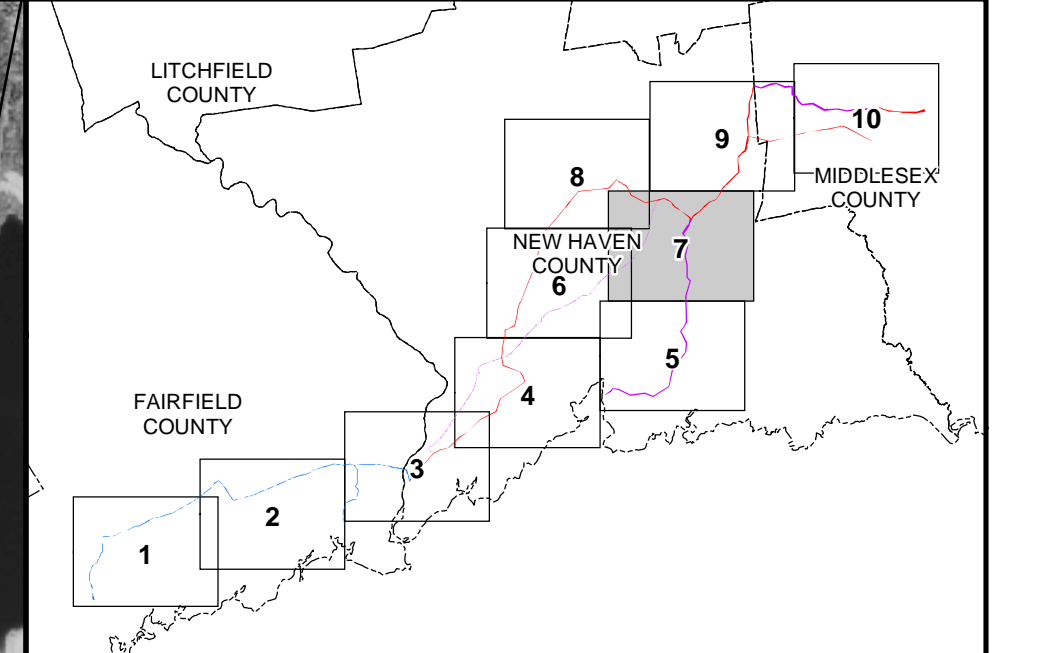 LITCHFIELD
COUNTY
10
9
8
MIDDLESEX
COUNTY
NEW HAVEN
COUNTY
7
6
5
4
FAIRFIELD
COUNTY
3
2
1